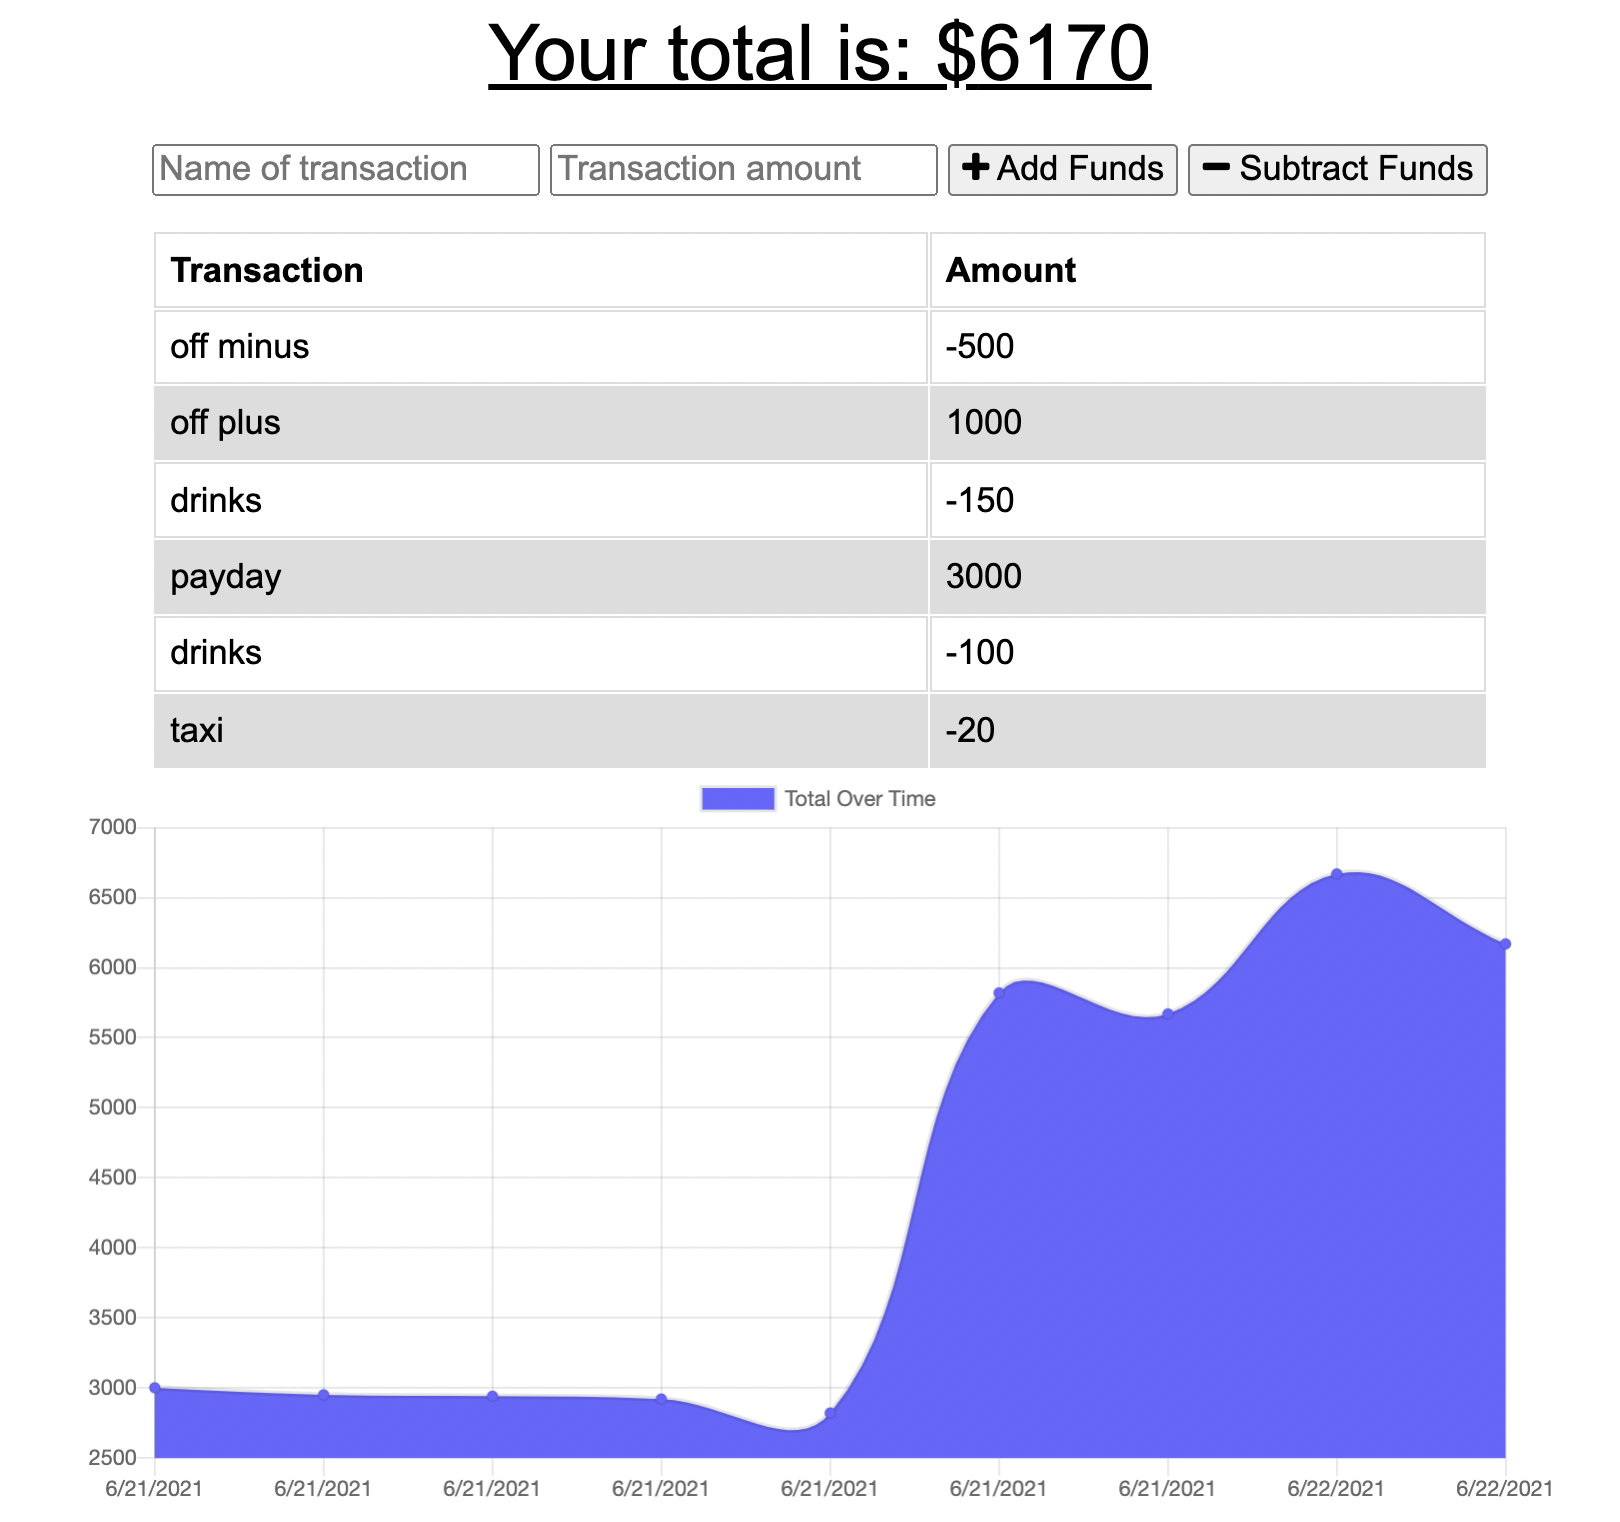 Your total is: $6170
Name of transaction Transaction amount + Add Funds − Subtract Funds
Transaction Amount
off minus -500
off plus 1000
drinks -150
payday 3000
drinks -100
taxi -20
Total Over Time
7000
6500
6000
5500
5000
4500
4000
3500
3000
2500
6/21/2021 6/21/2021 6/21/2021 6/21/2021 6/21/2021 6/21/2021 6/21/2021 6/22/2021 6/22/2021